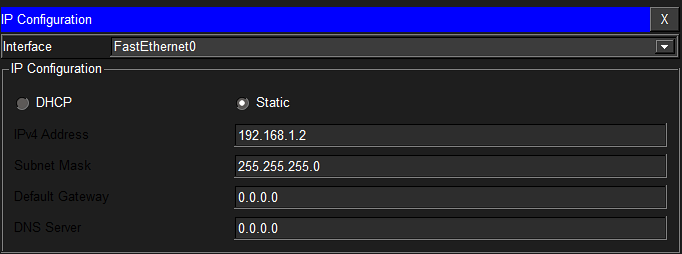 IP Configuration X
Interface FastEthernet0
IP Configuration
DHCP Static
IPv4 Address 192.168.1.2
Subnet Mask 255.255.255.0
Default Gateway 0.0.0.0
DNS Server 0.0.0.0